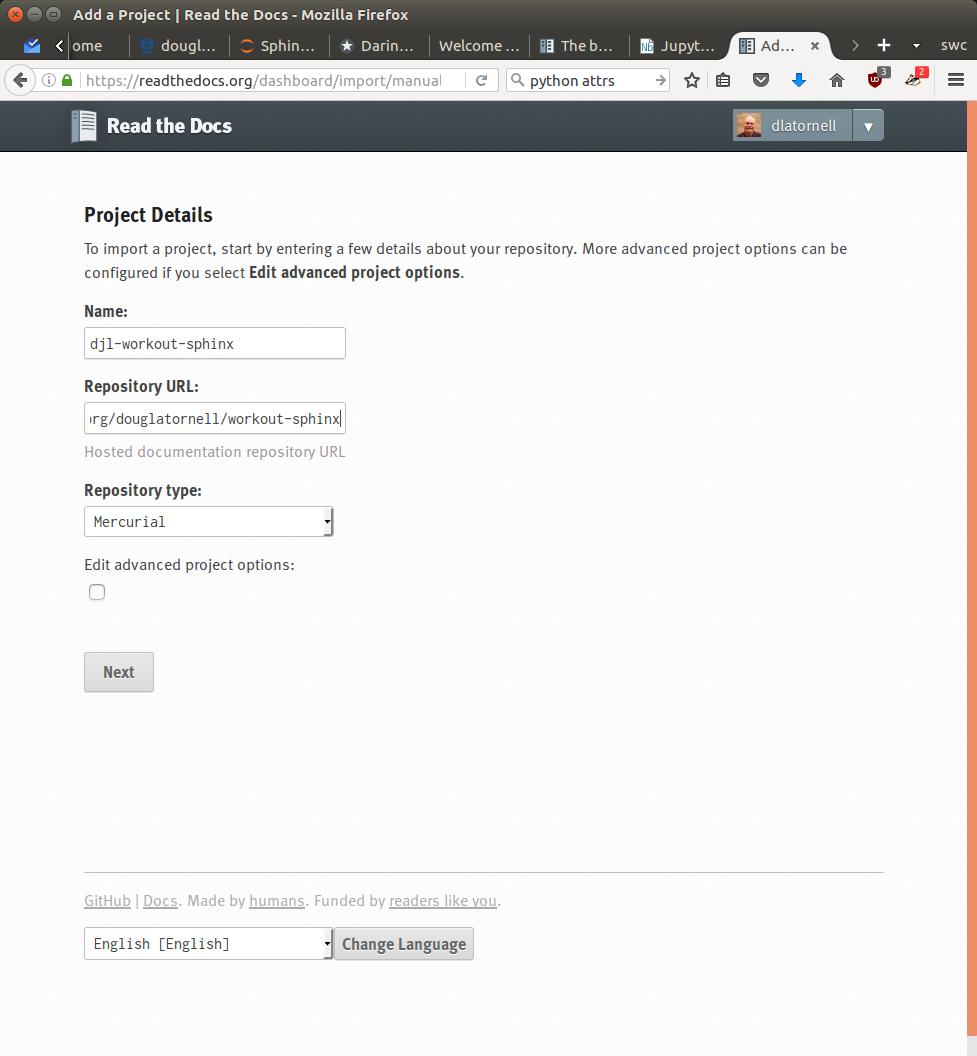 Add a Project | Read the Docs - Mozilla Firefox
ome
dougl...
Sphin...
Darin...
Welcome ...
The b...
Jupyt...
Ad...
swc
https://readthedocs.org/dashboard/import/manual
python attrs
3
2
Read the Docs
dlatornell
Project Details
To import a project, start by entering a few details about your repository. More advanced project options can be
configured if you select Edit advanced project options.
Name:
djl-workout-sphinx
Repository URL:
org/douglatornell/workout-sphinx
Hosted documentation repository URL
Repository type:
Mercurial
Edit advanced project options:
Next
GitHub | Docs. Made by humans. Funded by readers like you.
English [English]
Change Language